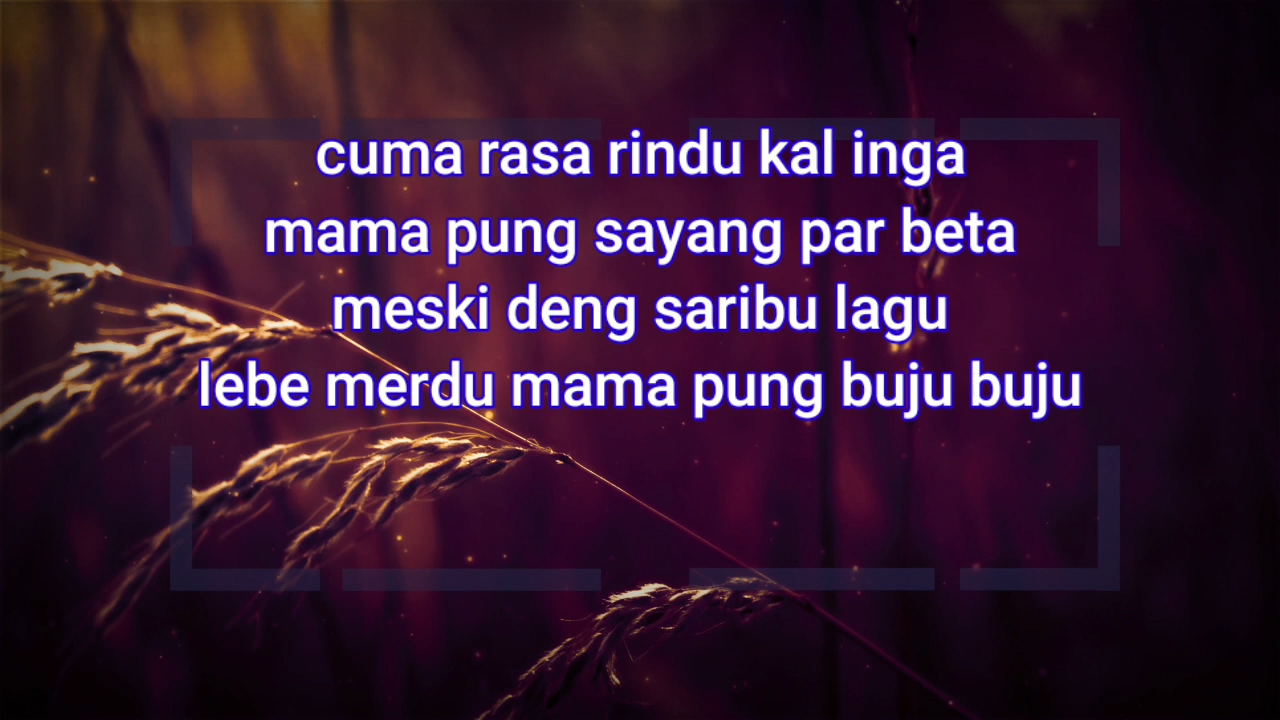 cuma rasa rindu kal inga
mama pung sayang par beta
meski deng saribu lagu
lebe merdu mama pung buju buju